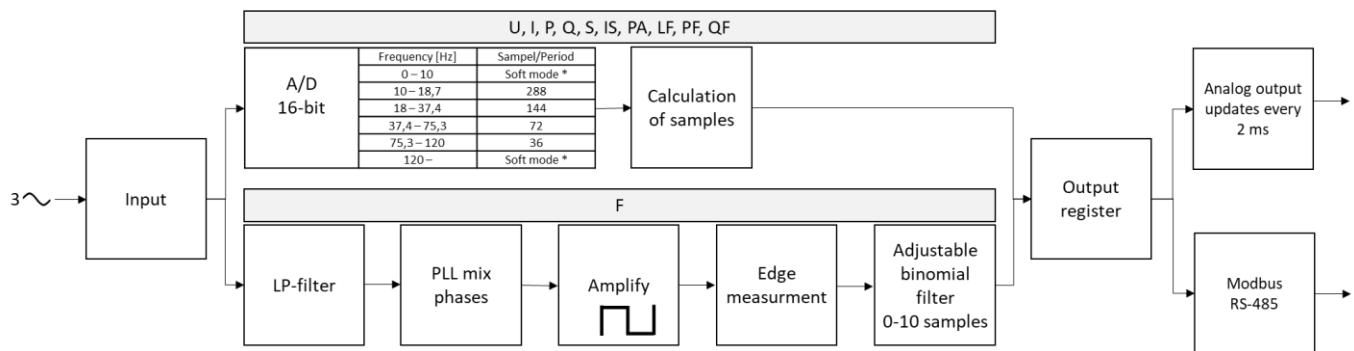 U, I, P, Q, S, IS, PA, LF, PF, QF
A/D
16-bit
Frequency [Hz] Sampel/Period
0 – 10 Soft mode *
10 – 18,7 288
18 – 37,4 144
37,4 – 75,3 72
75,3 – 120 36
120 – Soft mode *
Calculation
of samples
Analog output
updates every
2 ms
3
Input
F
Output
register
LP-filter
PLL mix
phases
Amplify
Edge
measurment
Adjustable
binomial
filter
0-10 samples
Modbus
RS-485